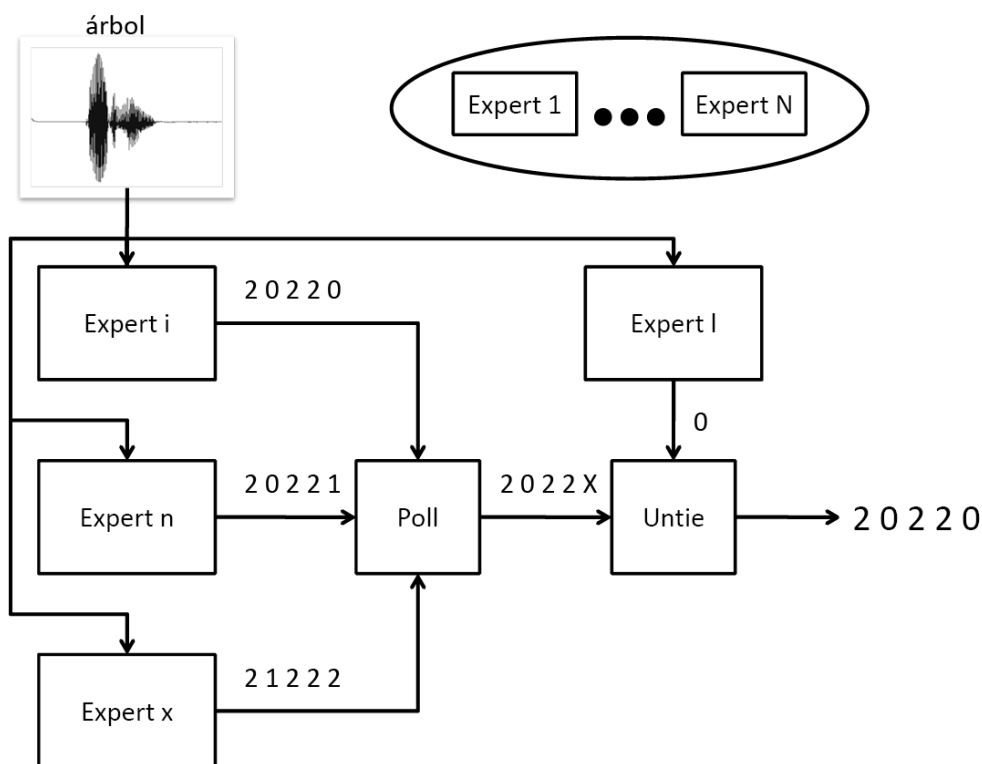 árbol
Expert 1
Expert N
Expert i
2 0 2 2 0
Expert l
0
Expert n
2 0 2 2 1
Poll
2 0 2 2 X
Untie
2 0 2 2 0
Expert x
2 1 2 2 2